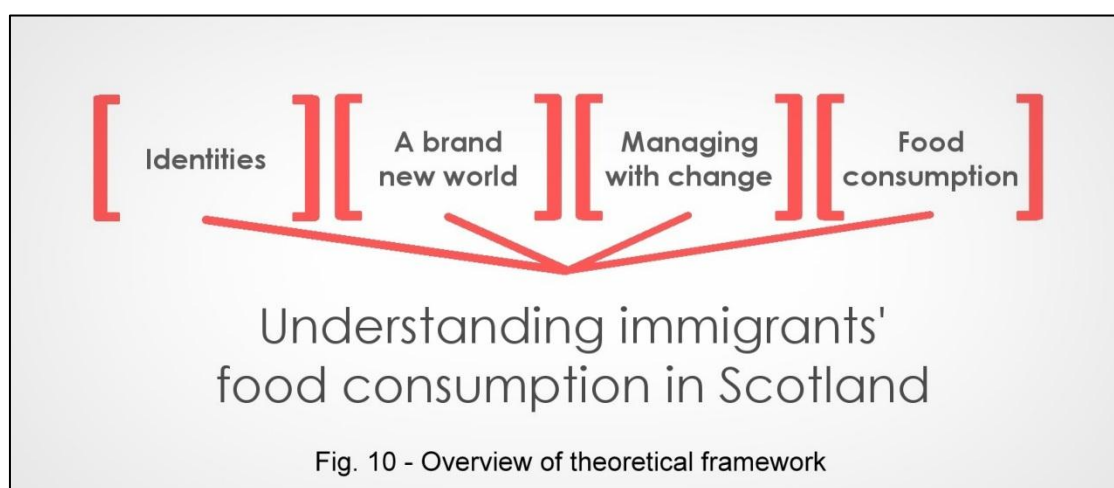 Identities
A brand
new world
Managing
with change
Food
consumption
Understanding immigrants'
food consumption in Scotland
Fig. 10 - Overview of theoretical framework